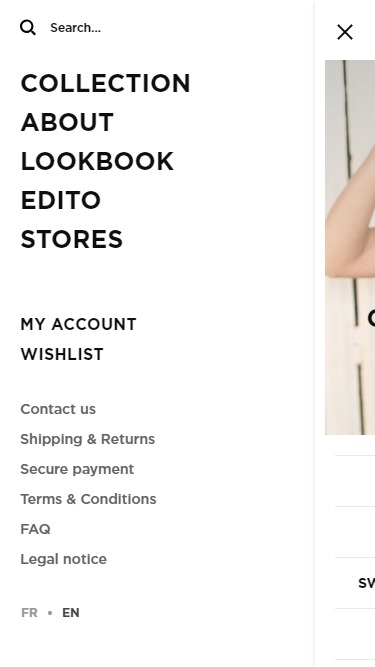 Search...
COLLECTION
ABOUT
LOOKBOOK
EDITO
STORES
MY ACCOUNT
WISHLIST
Contact us
Shipping & Returns
Secure payment
Terms & Conditions
FAQ
Legal notice
FR • EN